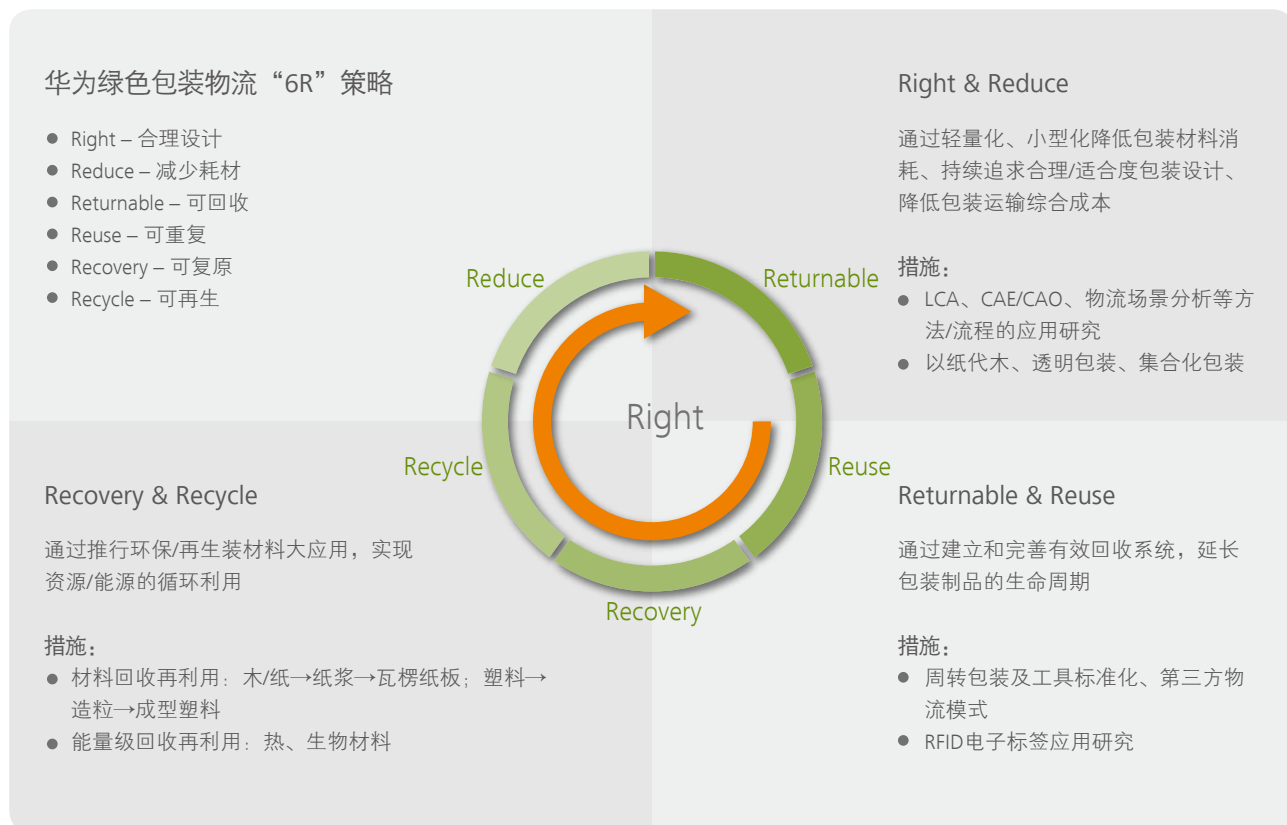 华为绿色包装物流“6R”策略
● Right – 合理设计
● Reduce – 减少耗材
● Returnable – 可回收
● Reuse – 可重复
● Recovery – 可复原
● Recycle – 可再生
Right & Reduce
通过轻量化、小型化降低包装材料消
耗、持续追求合理/适合度包装设计、
降低包装运输综合成本
措施：
● LCA、CAE/CAO、物流场景分析等方
法/流程的应用研究
● 以纸代木、透明包装、集合化包装
Reduce
Returnable
Right
Recycle
Reuse
Recovery
Recovery & Recycle
通过推行环保/再生装材料大应用，实现
资源/能源的循环利用
措施：
● 材料回收再利用：木/纸→纸浆→瓦楞纸板；塑料→
造粒→成型塑料
● 能量级回收再利用：热、生物材料
Returnable & Reuse
通过建立和完善有效回收系统，延长
包装制品的生命周期
措施：
● 周转包装及工具标准化、第三方物
流模式
● RFID电子标签应用研究